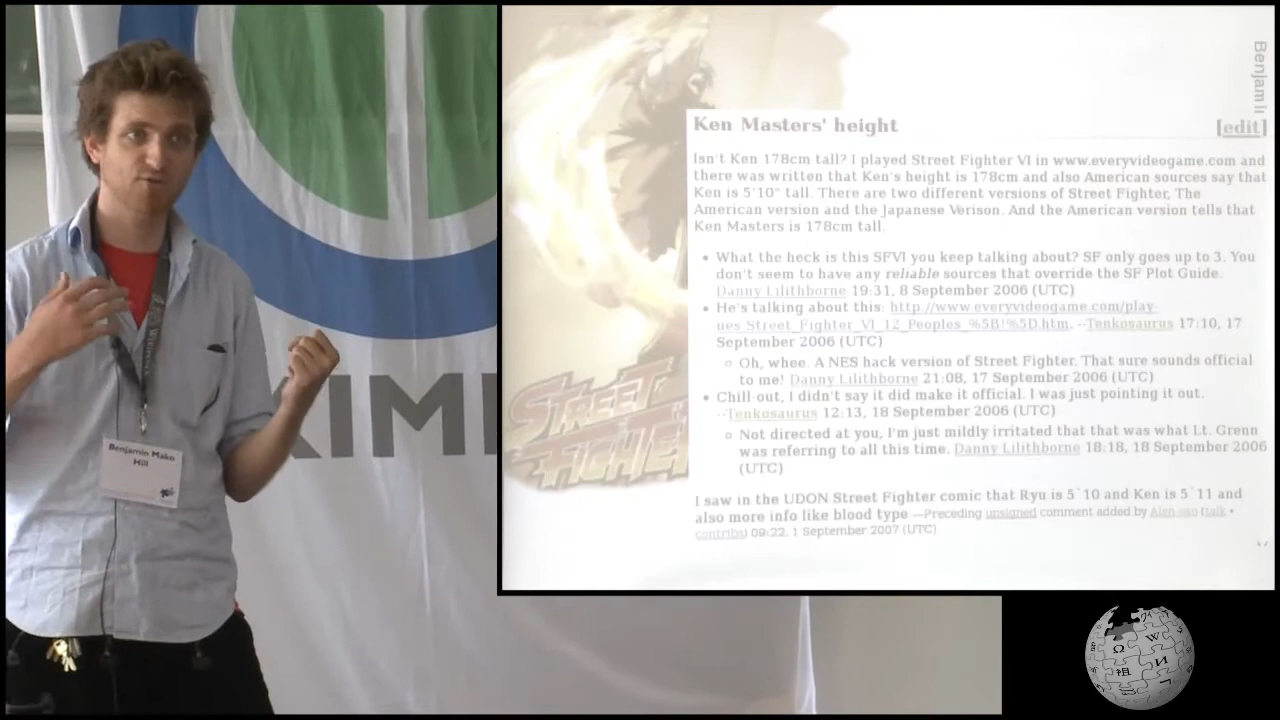 Benjamin Mako
Hill
KIM
Benjami
STREET
FIGHTER
Ken Masters' height
[edit]
Isn't Ken 178cm tall? I played Street Fighter VI in www.everyvideogame.com and
there was written that Ken's height is 178cm and also American sources say that
Ken is 5'10" tall. There are two different versions of Street Fighter, The
American version and the Japanese Verison. And the American version tells that
Ken Masters is 178cm tall.
• What the heck is this SFVI you keep talking about? SF only goes up to 3. You
don't seem to have any reliable sources that override the SF Plot Guide.
Danny Lilithborne 19:31, 8 September 2006 (UTC)
• He's talking about this: http://www.everyvideogame.com/play-
nes Street_Fighter_VI_12_Peoples_%5B!%5D.htm. --Tenkosaurus 17:10, 17
September 2006 (UTC)
○ Oh, whee. A NES hack version of Street Fighter. That sure sounds official
to me! Danny Lilithborne 21:08, 17 September 2006 (UTC)
• Chill-out, I didn't say it did make it official. I was just pointing it out.
--Tenkosaurus 12:13, 18 September 2006 (UTC)
○ Not directed at you, I'm just mildly irritated that that was what Lt. Grenn
was referring to all this time. Danny Lilithborne 18:18, 18 September 2006
(UTC)
I saw in the UDON Street Fighter comic that Ryu is 5`10 and Ken is 5`11 and
also more info like blood type —Preceding unsigned comment added by (talk •
contribs) 09:22, 1 September 2007 (UTC)
Ω W
祖 И